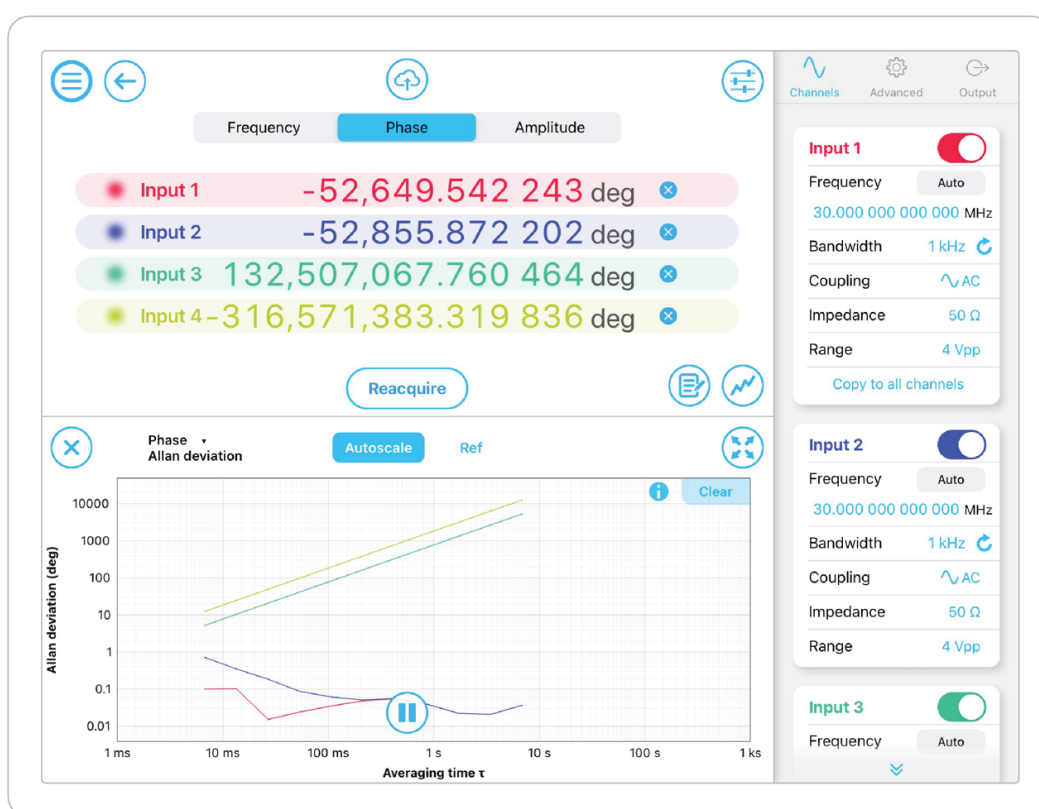 Frequency Phase Amplitude
Input 1 -52,649.542 243 deg
Input 2 -52,855.872 202 deg
Input 3 132,507,067.760 464 deg
Input 4 -316,571,383.319 836 deg
Reacquire
Phase
Allan deviation
Autoscale Ref
Clear
Allan deviation (deg)
10000
1000
100
10
1
0.1
0.01
1 ms 10 ms 100 ms 1 s 10 s 100 s 1 ks
Averaging time τ
Channels Advanced Output
Input 1
Frequency Auto
30.000 000 000 000 MHz
Bandwidth 1 kHz
Coupling AC
Impedance 50 Ω
Range 4 Vpp
Copy to all channels
Input 2
Frequency Auto
30.000 000 000 000 MHz
Bandwidth 1 kHz
Coupling AC
Impedance 50 Ω
Range 4 Vpp
Input 3
Frequency Auto